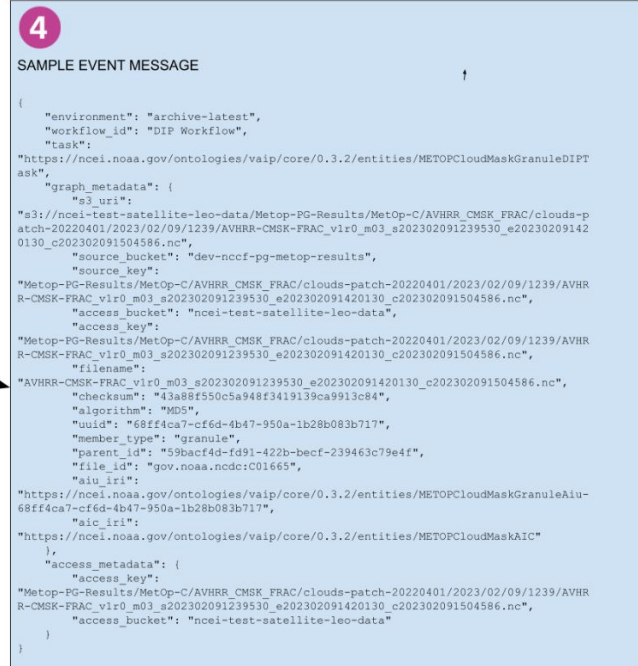 4
SAMPLE EVENT MESSAGE
{
    "environment": "archive-latest",
    "workflow_id": "DIP Workflow",
    "task":
"https://ncei.noaa.gov/ontologies/vaip/core/0.3.2/entities/METOPCloudMaskGranuleDIPT
ask",
    "graph_metadata": {
        "s3_uri":
"s3://ncei-test-satellite-leo-data/Metop-PG-Results/MetOp-C/AVHRR_CMSK_FRAC/clouds-p
atch-20220401/2023/02/09/1239/AVHRR-CMSK-FRAC_v1r0_m03_s202302091239530_e20230209142
0130_c202302091504586.nc",
        "source_bucket": "dev-nccf-pg-metop-results",
        "source_key":
"Metop-PG-Results/MetOp-C/AVHRR_CMSK_FRAC/clouds-patch-20220401/2023/02/09/1239/AVHR
R-CMSK-FRAC_v1r0_m03_s202302091239530_e202302091420130_c202302091504586.nc",
        "access_bucket": "ncei-test-satellite-leo-data",
        "access_key":
"Metop-PG-Results/MetOp-C/AVHRR_CMSK_FRAC/clouds-patch-20220401/2023/02/09/1239/AVHR
R-CMSK-FRAC_v1r0_m03_s202302091239530_e202302091420130_c202302091504586.nc",
        "filename":
"AVHRR-CMSK-FRAC_v1r0_m03_s202302091239530_e202302091420130_c202302091504586.nc",
        "checksum": "43a88f550c5a948f3419139ca9913c84",
        "algorithm": "MD5",
        "uuid": "68ff4ca7-cf6d-4b47-950a-1b28b083b717",
        "member_type": "granule",
        "parent_id": "59bacf4d-fd91-422b-becf-239463c79e4f",
        "file_id": "gov.noaa.ncdc:C01665",
        "aiu_iri":
"https://ncei.noaa.gov/ontologies/vaip/core/0.3.2/entities/METOPCloudMaskGranuleAiu-
68ff4ca7-cf6d-4b47-950a-1b28b083b717",
        "aic_iri":
"https://ncei.noaa.gov/ontologies/vaip/core/0.3.2/entities/METOPCloudMaskAIC"
    },
    "access_metadata": {
        "access_key":
"Metop-PG-Results/MetOp-C/AVHRR_CMSK_FRAC/clouds-patch-20220401/2023/02/09/1239/AVHR
R-CMSK-FRAC_v1r0_m03_s202302091239530_e202302091420130_c202302091504586.nc",
        "access_bucket": "ncei-test-satellite-leo-data"
    }
}